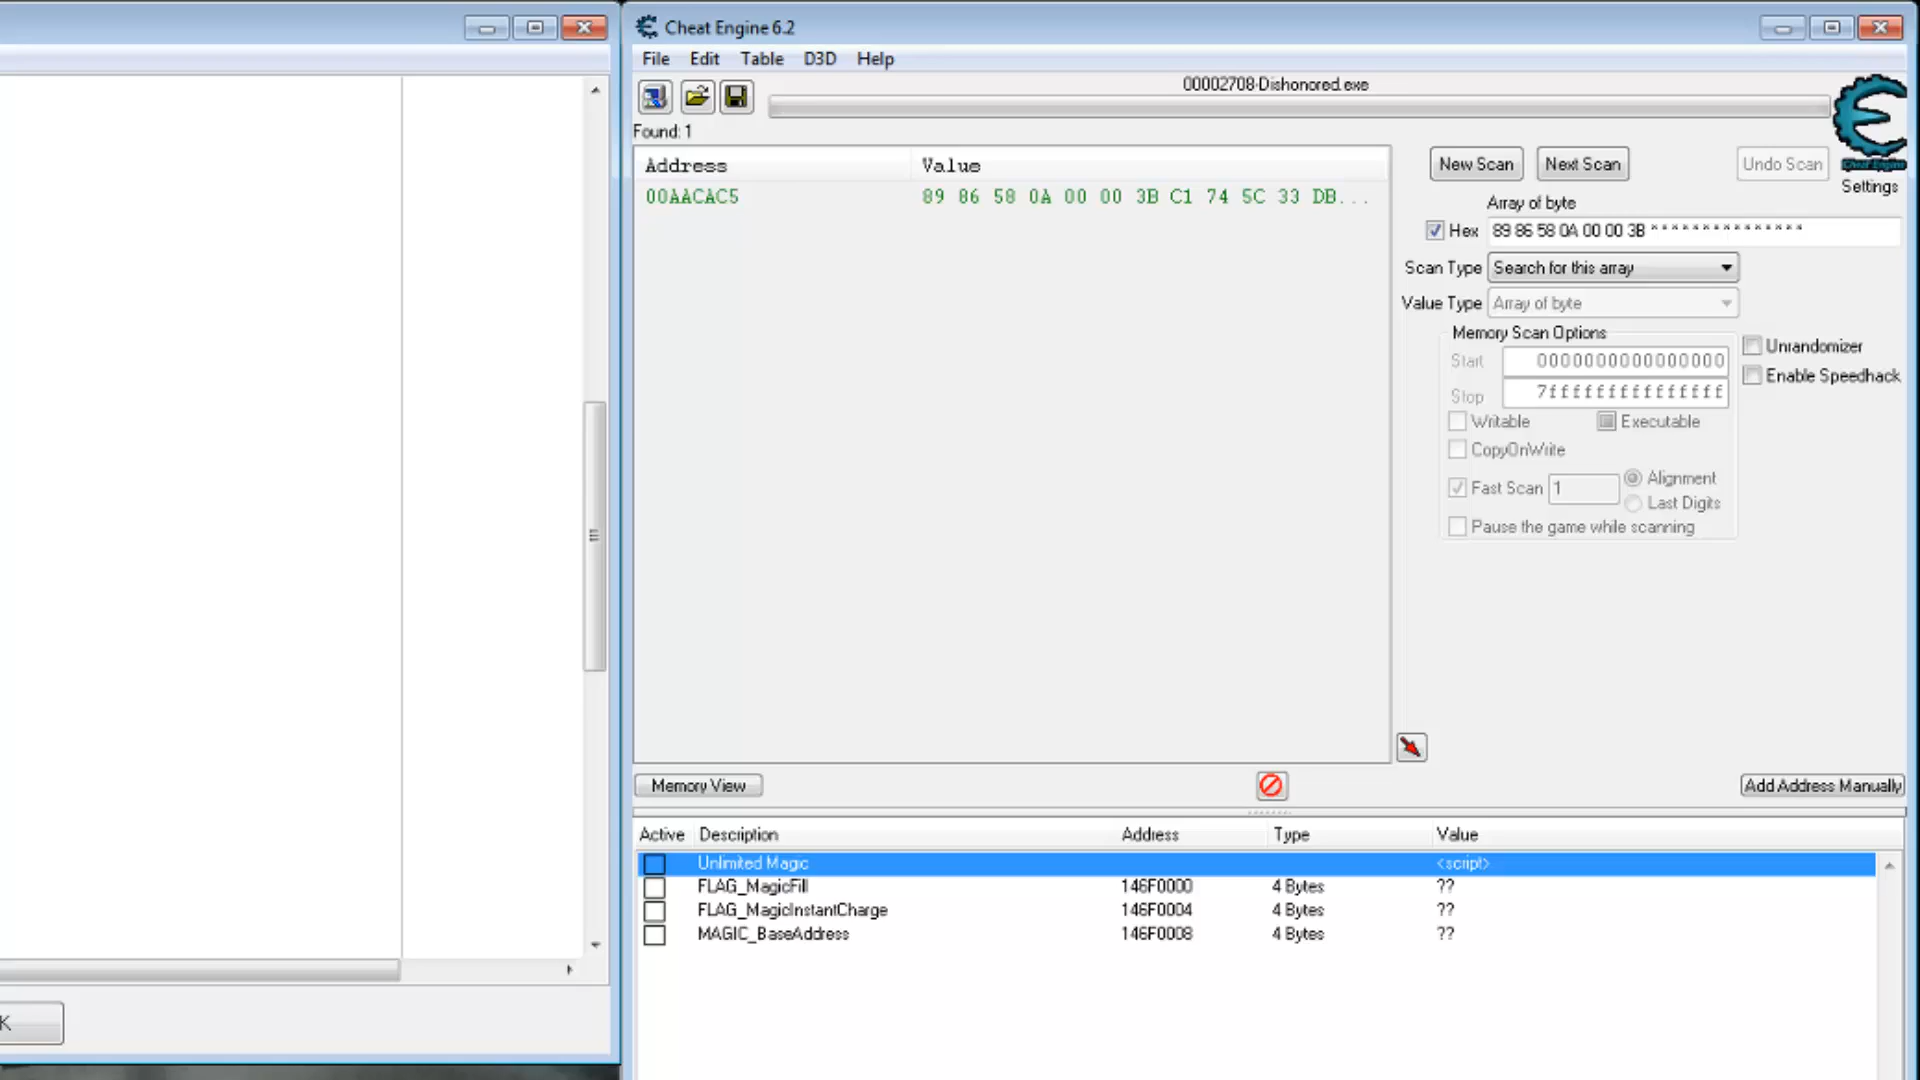 Cheat Engine 6.2
File Edit Table D3D Help
00002708-Dishonored.exe
Found: 1
Address Value
00AACAC5 89 86 58 0A 00 00 3B C1 74 5C 33 DB...
New Scan Next Scan Undo Scan
Cheat Engine
Settings
Array of byte
Hex 89 86 58 0A 00 00 3B * * * * * * * * * * * * * * *
Scan Type Search for this array
Value Type Array of byte
Memory Scan Options
Start 0000000000000000
Stop 7fffffffffffffff
Unrandomizer
Enable Speedhack
Writable Executable
CopyOnWrite
Fast Scan 1 Alignment
Last Digits
Pause the game while scanning
Memory View Add Address Manually
Active Description Address Type Value
Unlimited Magic <script>
FLAG_MagicFill 146F0000 4 Bytes ??
FLAG_MagicInstantCharge 146F0004 4 Bytes ??
MAGIC_BaseAddress 146F0008 4 Bytes ??
K